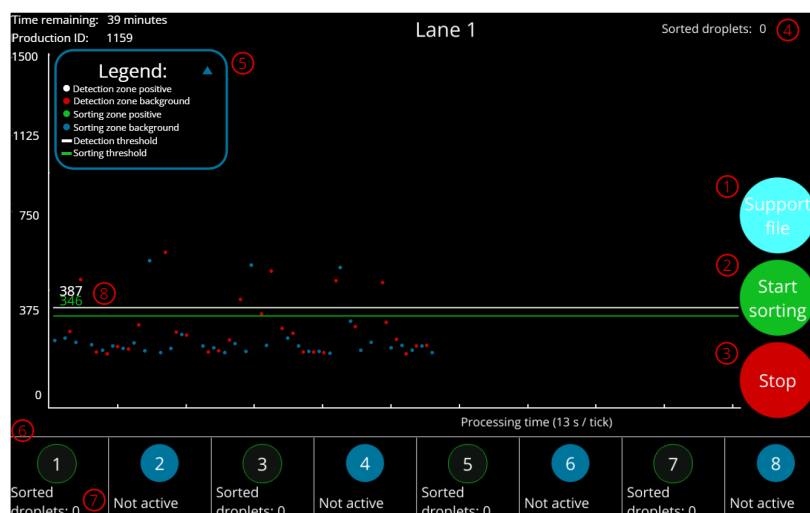 Time remaining: 39 minutes
Production ID: 1159
Lane 1
Sorted droplets: 0
4
1500
Legend:
5
Detection zone positive
Detection zone background
Sorting zone positive
Sorting zone background
Detection threshold
Sorting threshold
1125
1
Support file
750
2
Start sorting
387
346
8
375
3
Stop
0
Processing time (13 s / tick)
6
1
Sorted droplets: 0
7
2
Not active
3
Sorted droplets: 0
4
Not active
5
Sorted droplets: 0
6
Not active
7
Sorted droplets: 0
8
Not active